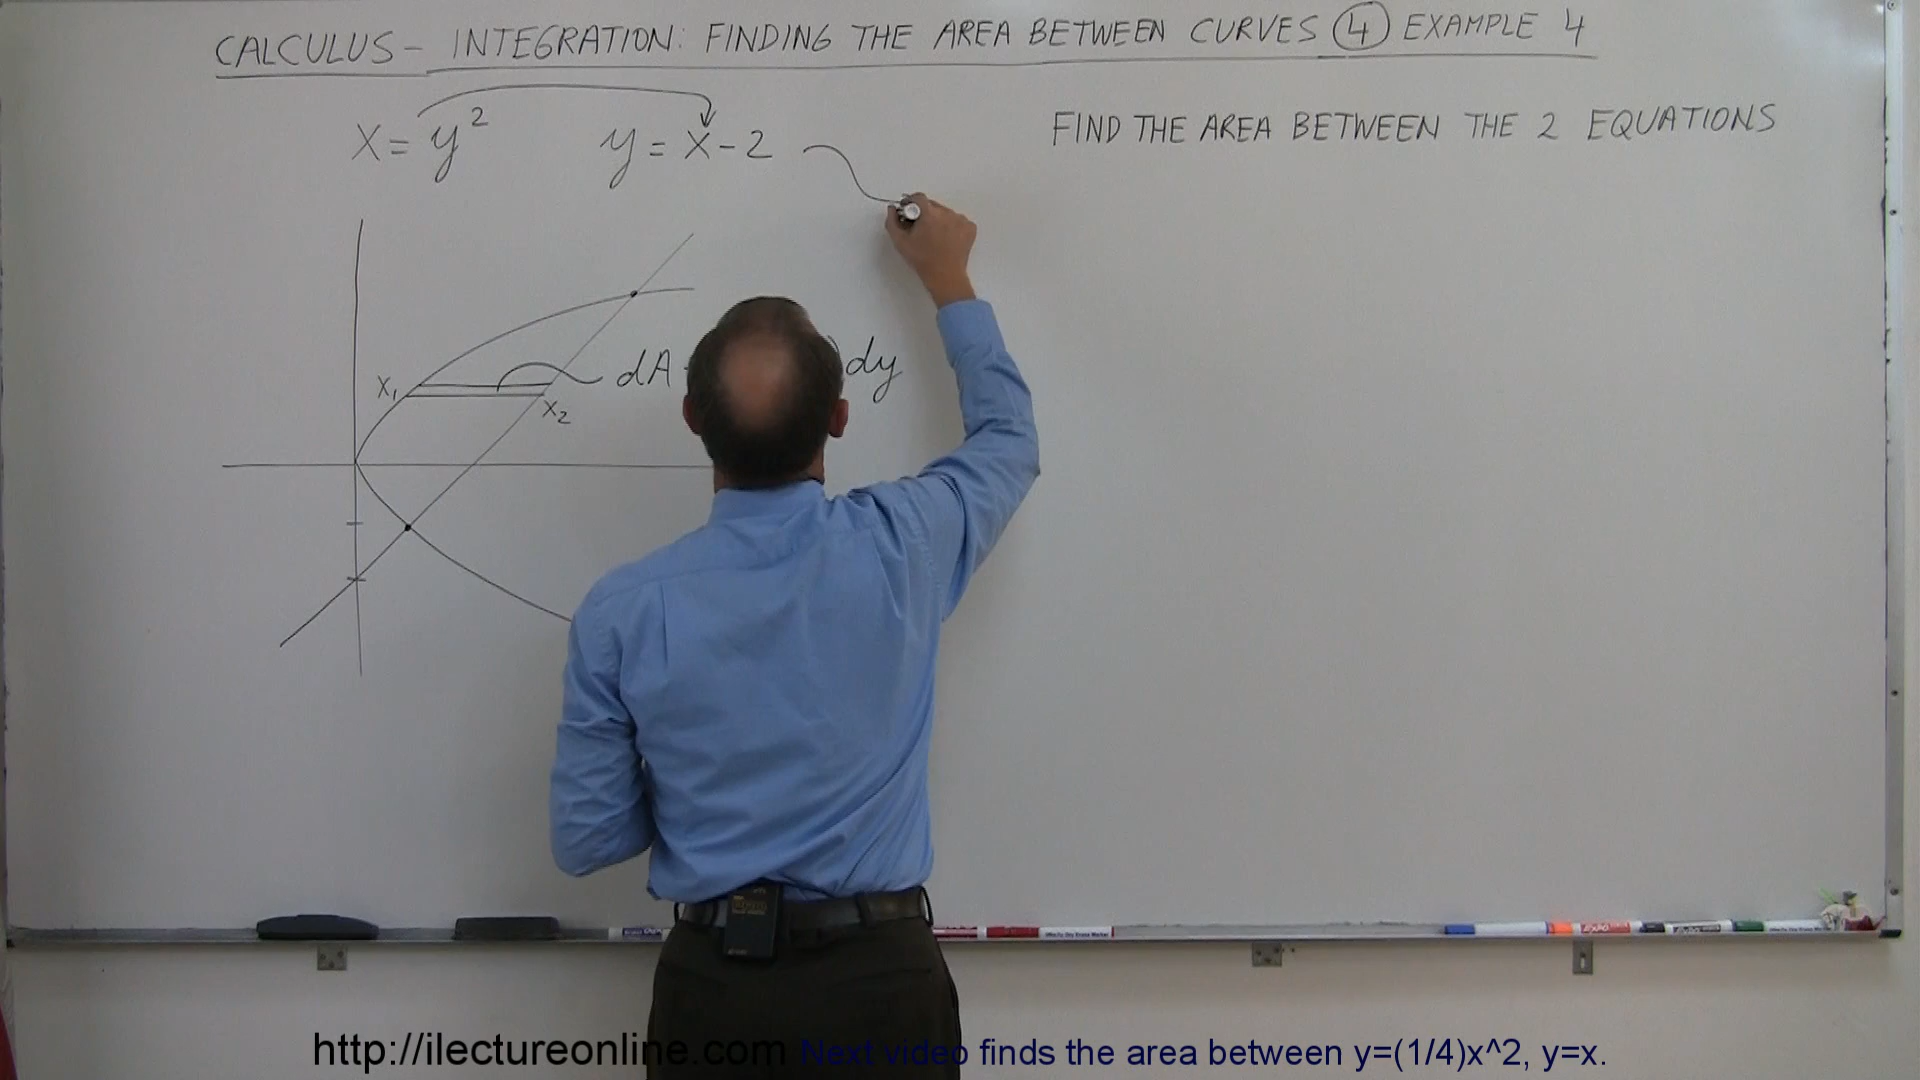 CALCULUS - INTEGRATION: FINDING THE AREA BETWEEN CURVES ④ EXAMPLE 4
x = y² y = x - 2
FIND THE AREA BETWEEN THE 2 EQUATIONS
x₁ dA ) dy
x₂
http://ilectureonline.com Next video finds the area between y=(1/4)x^2, y=x.